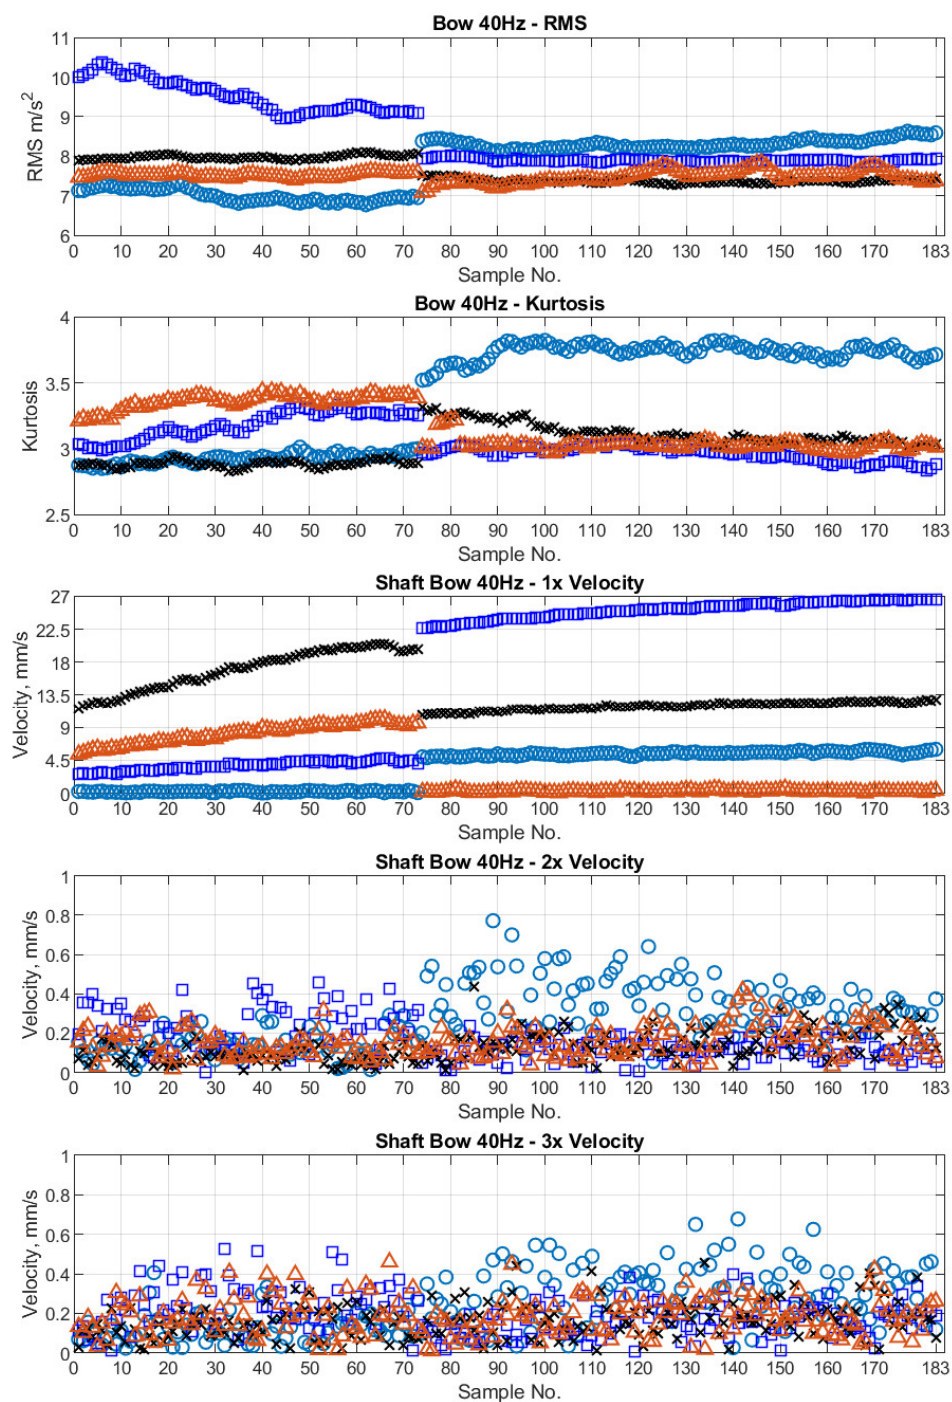 Bow 40Hz - RMS
RMS m/s²
11
10
9
8
7
6
0 10 20 30 40 50 60 70 80 90 100 110 120 130 140 150 160 170 183
Sample No.
Bow 40Hz - Kurtosis
Kurtosis
4
3.5
3
2.5
0 10 20 30 40 50 60 70 80 90 100 110 120 130 140 150 160 170 183
Sample No.
Shaft Bow 40Hz - 1x Velocity
Velocity, mm/s
27
22.5
18
13.5
9
4.5
0
0 10 20 30 40 50 60 70 80 90 100 110 120 130 140 150 160 170 183
Sample No.
Shaft Bow 40Hz - 2x Velocity
Velocity, mm/s
1
0.8
0.6
0.4
0.2
0
0 10 20 30 40 50 60 70 80 90 100 110 120 130 140 150 160 170 183
Sample No.
Shaft Bow 40Hz - 3x Velocity
Velocity, mm/s
1
0.8
0.6
0.4
0.2
0
0 10 20 30 40 50 60 70 80 90 100 110 120 130 140 150 160 170 183
Sample No.